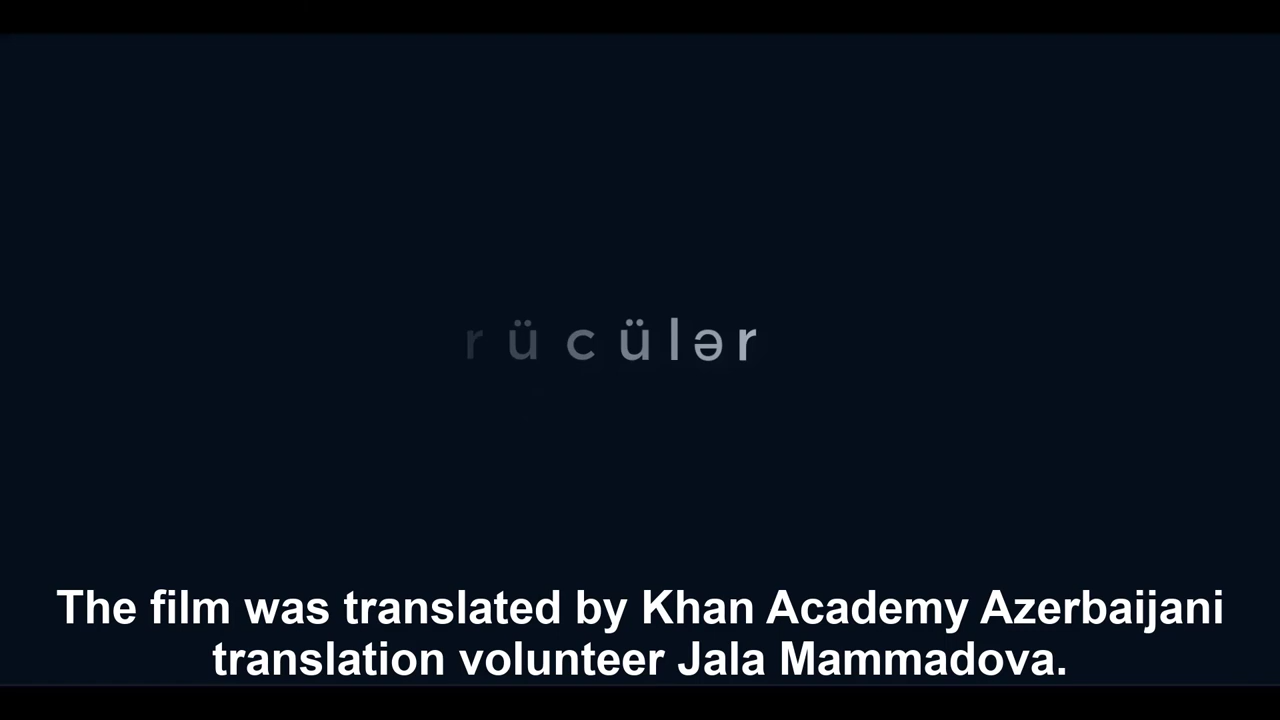 rücülər
The film was translated by Khan Academy Azerbaijani
translation volunteer Jala Mammadova.